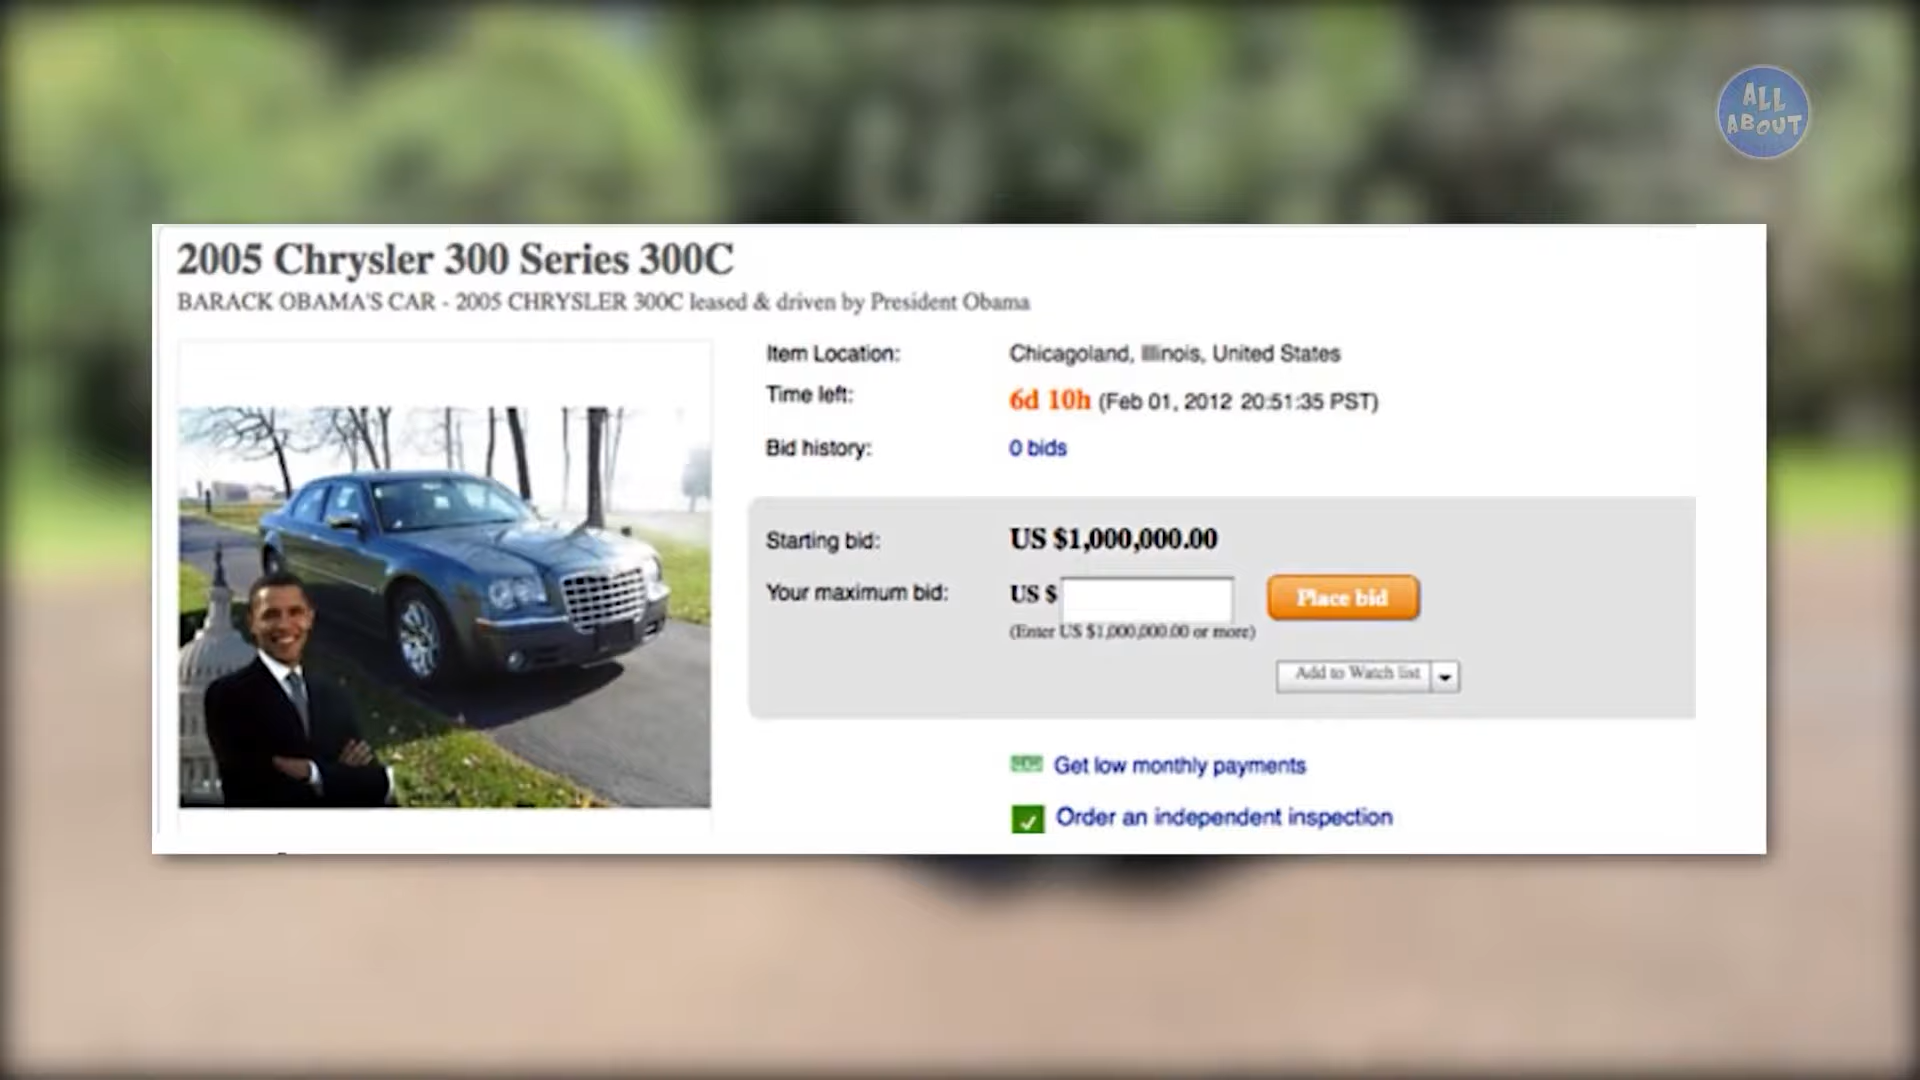 ALL
ABOUT
2005 Chrysler 300 Series 300C
BARACK OBAMA'S CAR - 2005 CHRYSLER 300C leased & driven by President Obama
Item Location: Chicagoland, Illinois, United States
Time left: 6d 10h (Feb 01, 2012 20:51:35 PST)
Bid history: 0 bids
Starting bid: US $1,000,000.00
Your maximum bid: US $ Place bid
(Enter US $1,000,000.00 or more)
Add to Watch list
Get low monthly payments
Order an independent inspection